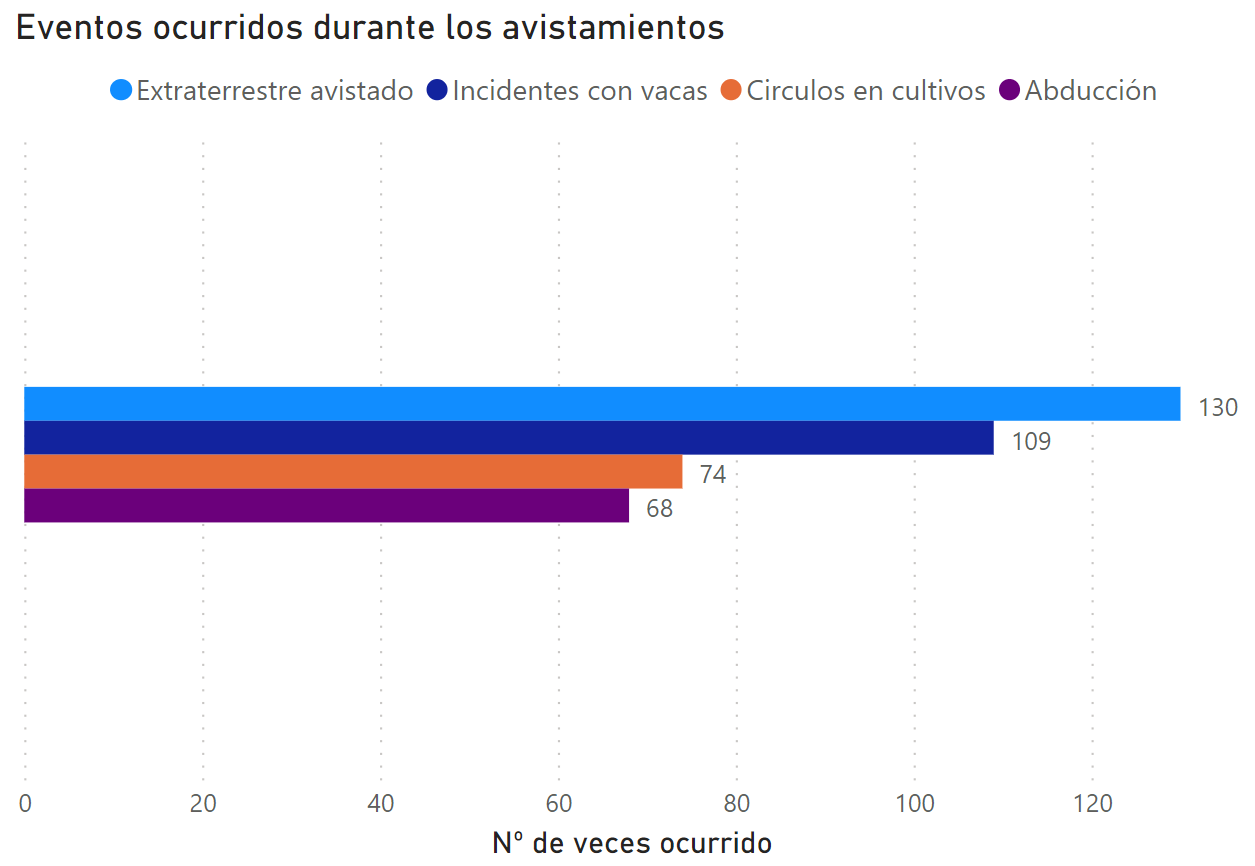 Eventos ocurridos durante los avistamientos
Extraterrestre avistado Incidentes con vacas Circulos en cultivos Abducción
130
109
74
68
0 20 40 60 80 100 120
Nº de veces ocurrido